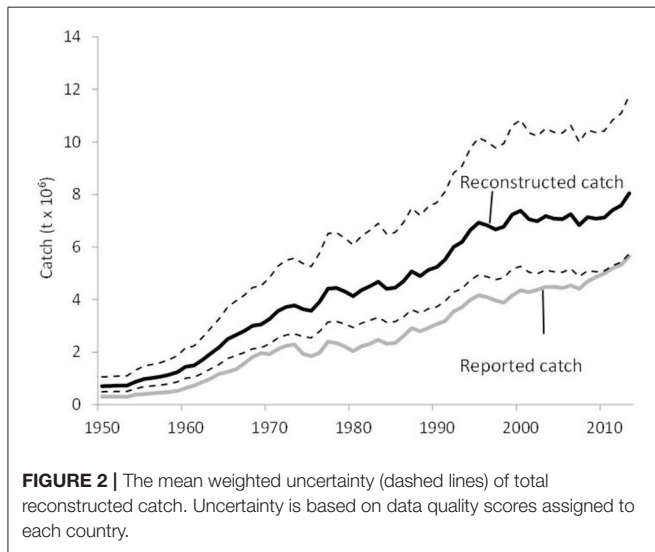 14
12
10
8
6
4
2
0
Catch (t x 10⁶)
Reconstructed catch
Reported catch
1950 1960 1970 1980 1990 2000 2010
FIGURE 2 | The mean weighted uncertainty (dashed lines) of total
reconstructed catch. Uncertainty is based on data quality scores assigned to
each country.